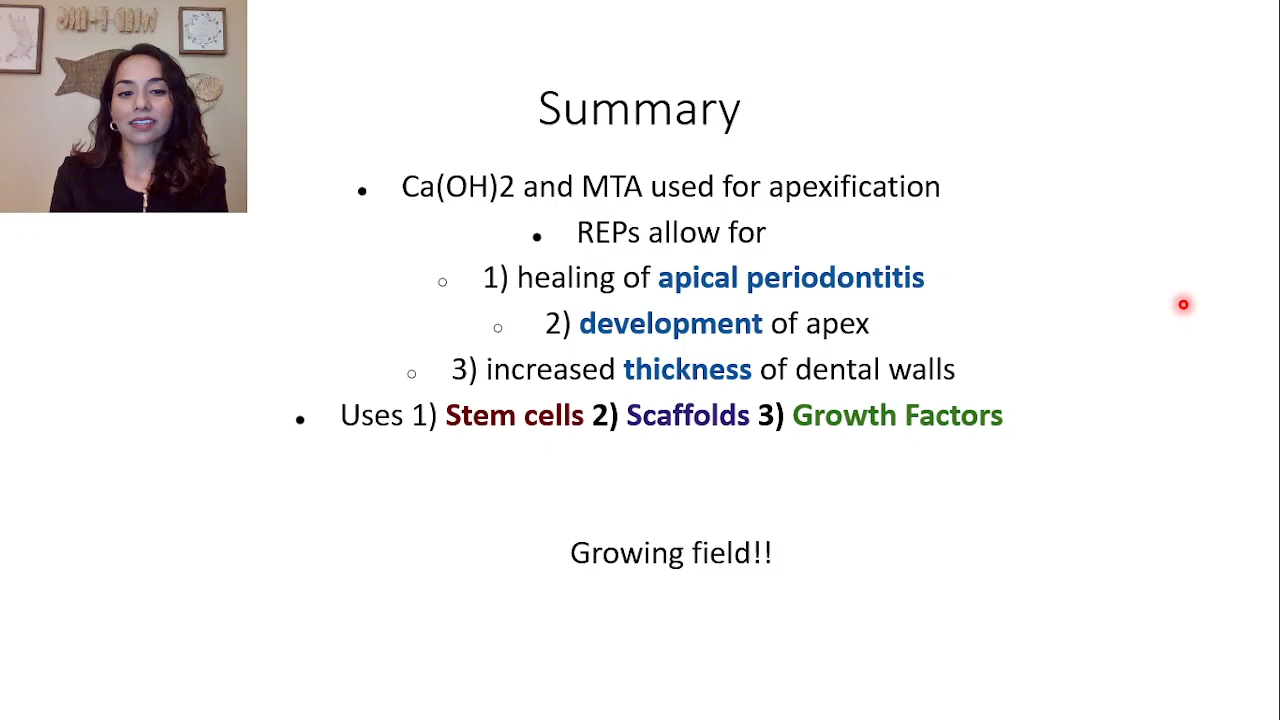 Summary
• Ca(OH)2 and MTA used for apexification
• REPs allow for
○ 1) healing of apical periodontitis
○ 2) development of apex
○ 3) increased thickness of dental walls
• Uses 1) Stem cells 2) Scaffolds 3) Growth Factors
Growing field!!